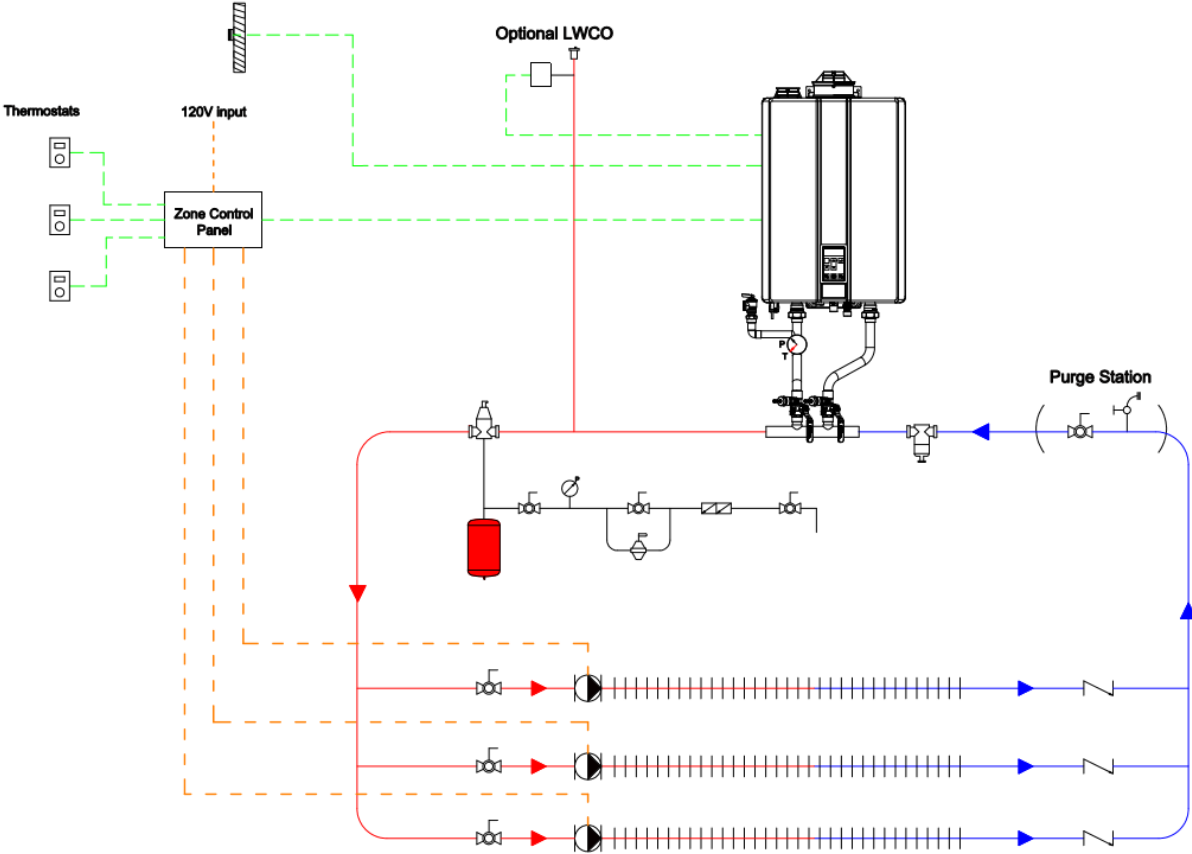 Optional LWCO
Thermostats
120V input
Zone Control
Panel
P
T
Purge Station
P